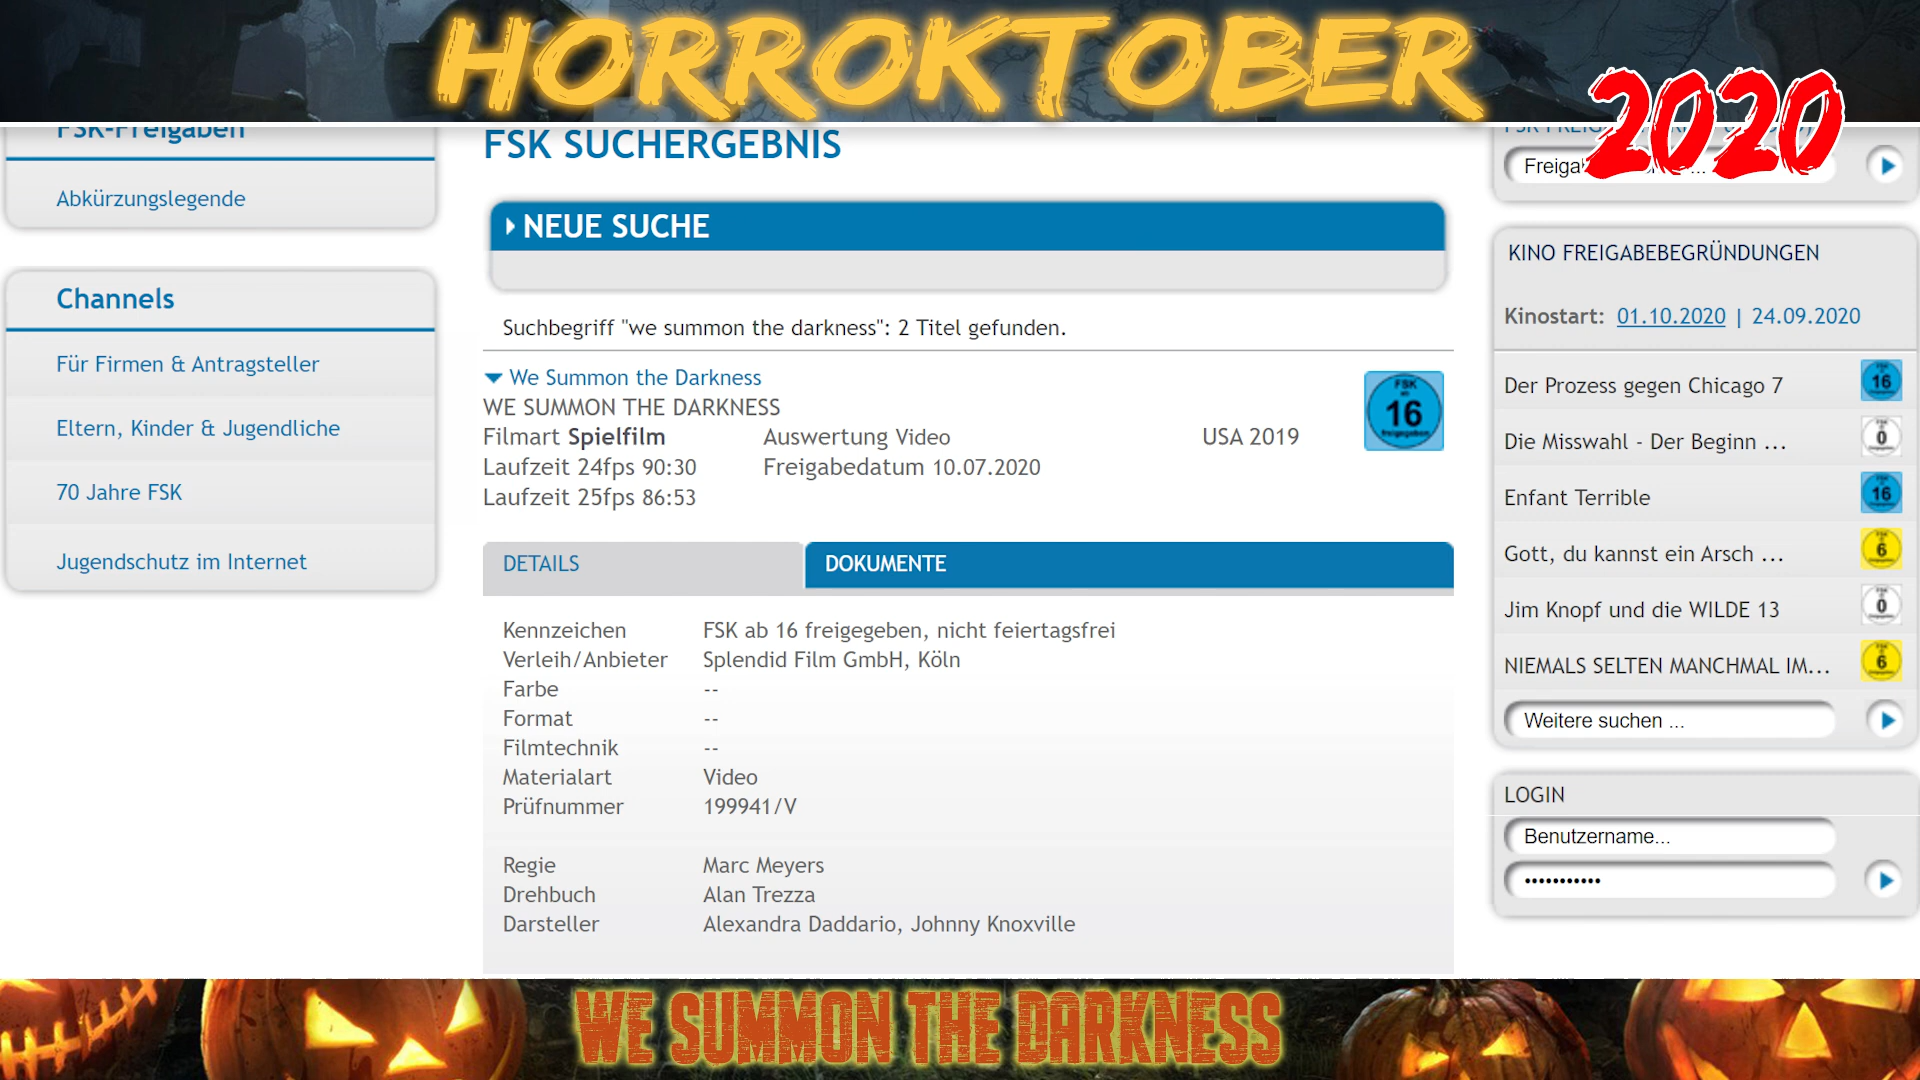 HORROKTOBER
2020
FSK-Freigaben
Abkürzungslegende
Channels
Für Firmen & Antragsteller
Eltern, Kinder & Jugendliche
70 Jahre FSK
Jugendschutz im Internet
FSK SUCHERGEBNIS
NEUE SUCHE
Suchbegriff "we summon the darkness": 2 Titel gefunden.
We Summon the Darkness
WE SUMMON THE DARKNESS
Filmart Spielfilm Auswertung Video USA 2019
Laufzeit 24fps 90:30 Freigabedatum 10.07.2020
Laufzeit 25fps 86:53
FSK
ab
16
freigegeben
DETAILS DOKUMENTE
Kennzeichen FSK ab 16 freigegeben, nicht feiertagsfrei
Verleih/Anbieter Splendid Film GmbH, Köln
Farbe --
Format --
Filmtechnik --
Materialart Video
Prüfnummer 199941/V
Regie Marc Meyers
Drehbuch Alan Trezza
Darsteller Alexandra Daddario, Johnny Knoxville
KINO FREIGABEBEGRÜNDUNGEN
Kinostart: 01.10.2020 | 24.09.2020
Der Prozess gegen Chicago 7 16
Die Misswahl - Der Beginn ... 0
Enfant Terrible 16
Gott, du kannst ein Arsch ... 6
Jim Knopf und die WILDE 13 0
NIEMALS SELTEN MANCHMAL IM... 6
Weitere suchen ...
LOGIN
Benutzername...
•••••••••••
WE SUMMON THE DARKNESS